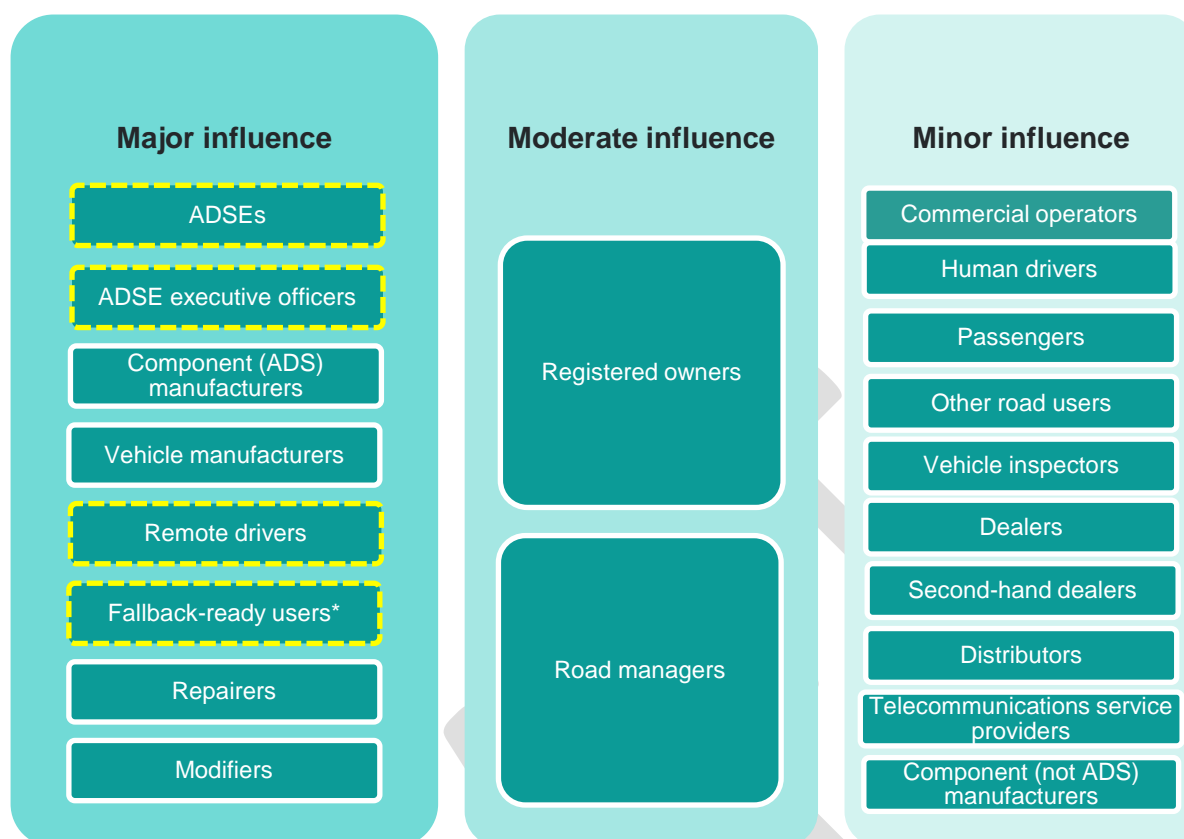 Major influence
ADSEs
ADSE executive officers
Component (ADS)
manufacturers
Vehicle manufacturers
Remote drivers
Fallback-ready users*
Repairers
Modifiers
Moderate influence
Registered owners
Road managers
Minor influence
Commercial operators
Human drivers
Passengers
Other road users
Vehicle inspectors
Dealers
Second-hand dealers
Distributors
Telecommunications service
providers
Component (not ADS)
manufacturers